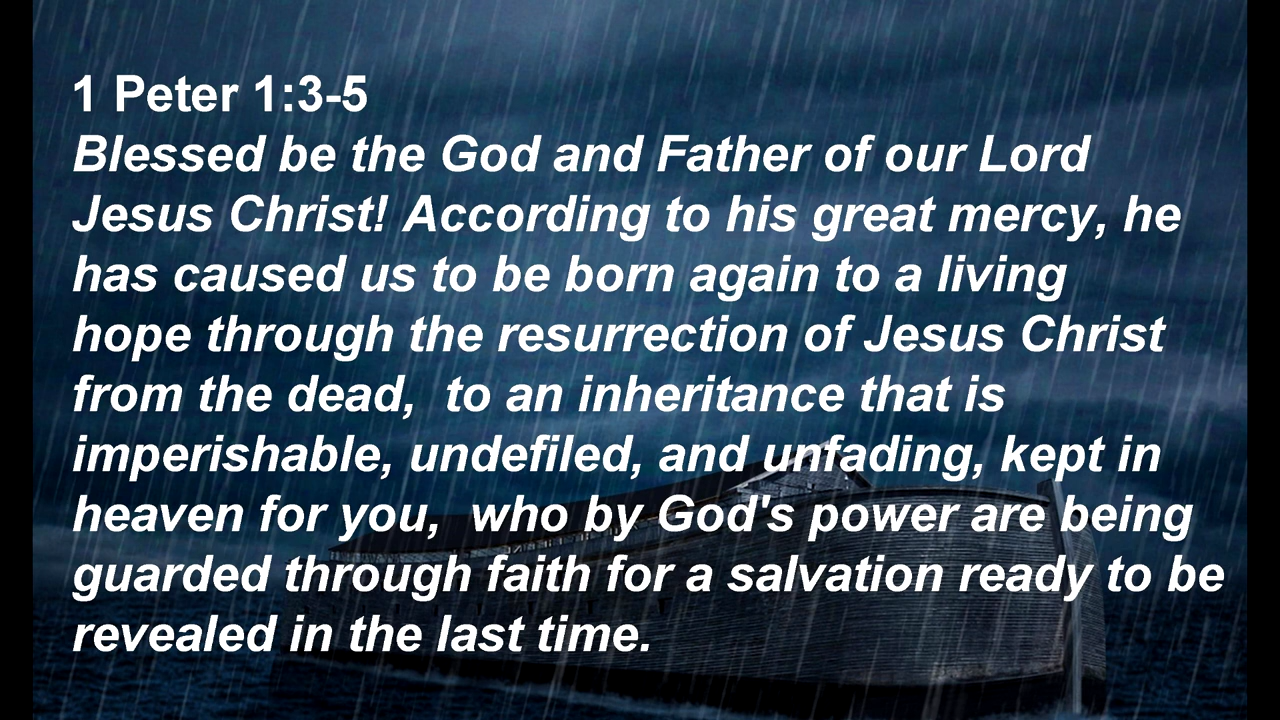 1 Peter 1:3-5
Blessed be the God and Father of our Lord
Jesus Christ! According to his great mercy, he
has caused us to be born again to a living
hope through the resurrection of Jesus Christ
from the dead,  to an inheritance that is
imperishable, undefiled, and unfading, kept in
heaven for you,  who by God's power are being
guarded through faith for a salvation ready to be
revealed in the last time.